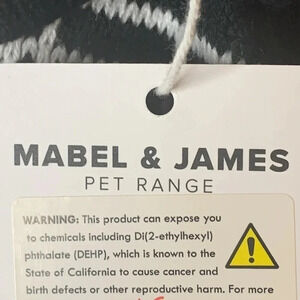 MABEL & JAMES
PET RANGE
WARNING: This product can expose you
to chemicals including Di(2-ethylhexyl)
phthalate (DEHP), which is known to the
State of California to cause cancer and
birth defects or other reproductive harm. For more